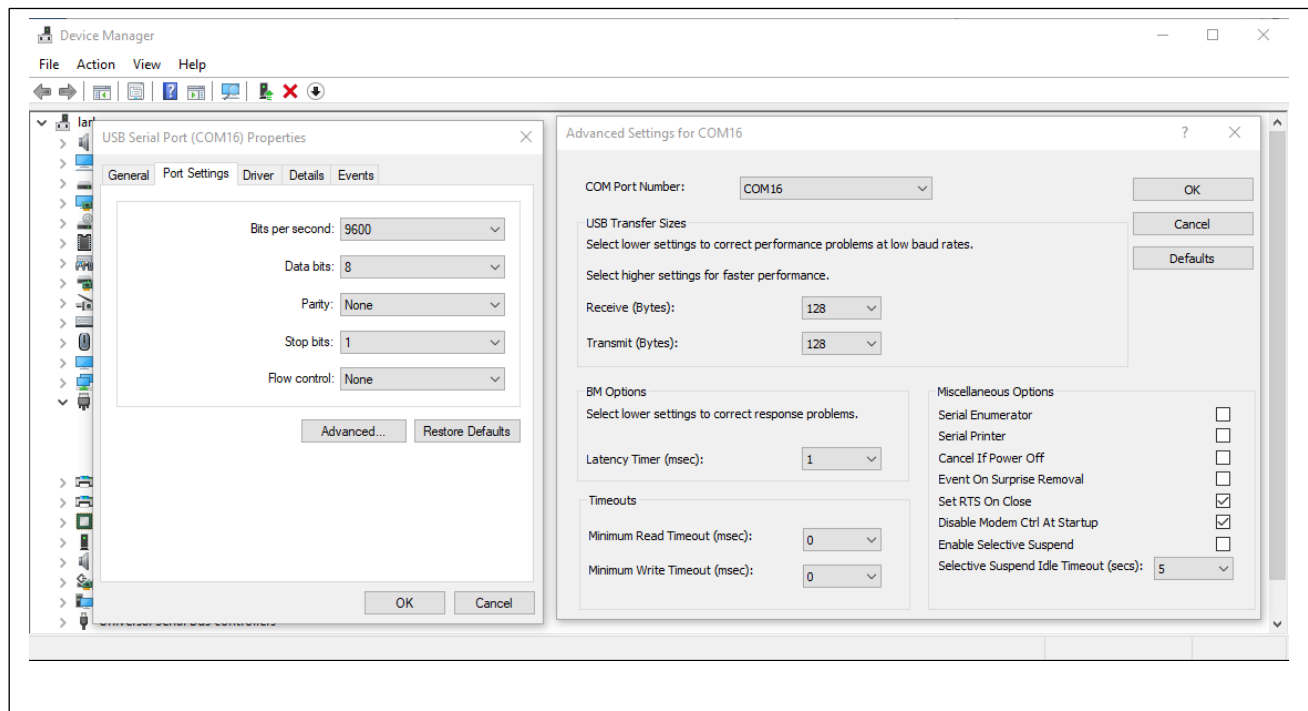 Device Manager
File Action View Help
USB Serial Port (COM16) Properties
General Port Settings Driver Details Events
Bits per second: 9600
Data bits: 8
Parity: None
Stop bits: 1
Flow control: None
Advanced... Restore Defaults
OK Cancel
Advanced Settings for COM16 ?
COM Port Number: COM16
OK
Cancel
Defaults
USB Transfer Sizes
Select lower settings to correct performance problems at low baud rates.
Select higher settings for faster performance.
Receive (Bytes): 128
Transmit (Bytes): 128
BM Options
Select lower settings to correct response problems.
Latency Timer (msec): 1
Timeouts
Minimum Read Timeout (msec): 0
Minimum Write Timeout (msec): 0
Miscellaneous Options
Serial Enumerator
Serial Printer
Cancel If Power Off
Event On Surprise Removal
Set RTS On Close
Disable Modem Ctrl At Startup
Enable Selective Suspend
Selective Suspend Idle Timeout (secs): 5